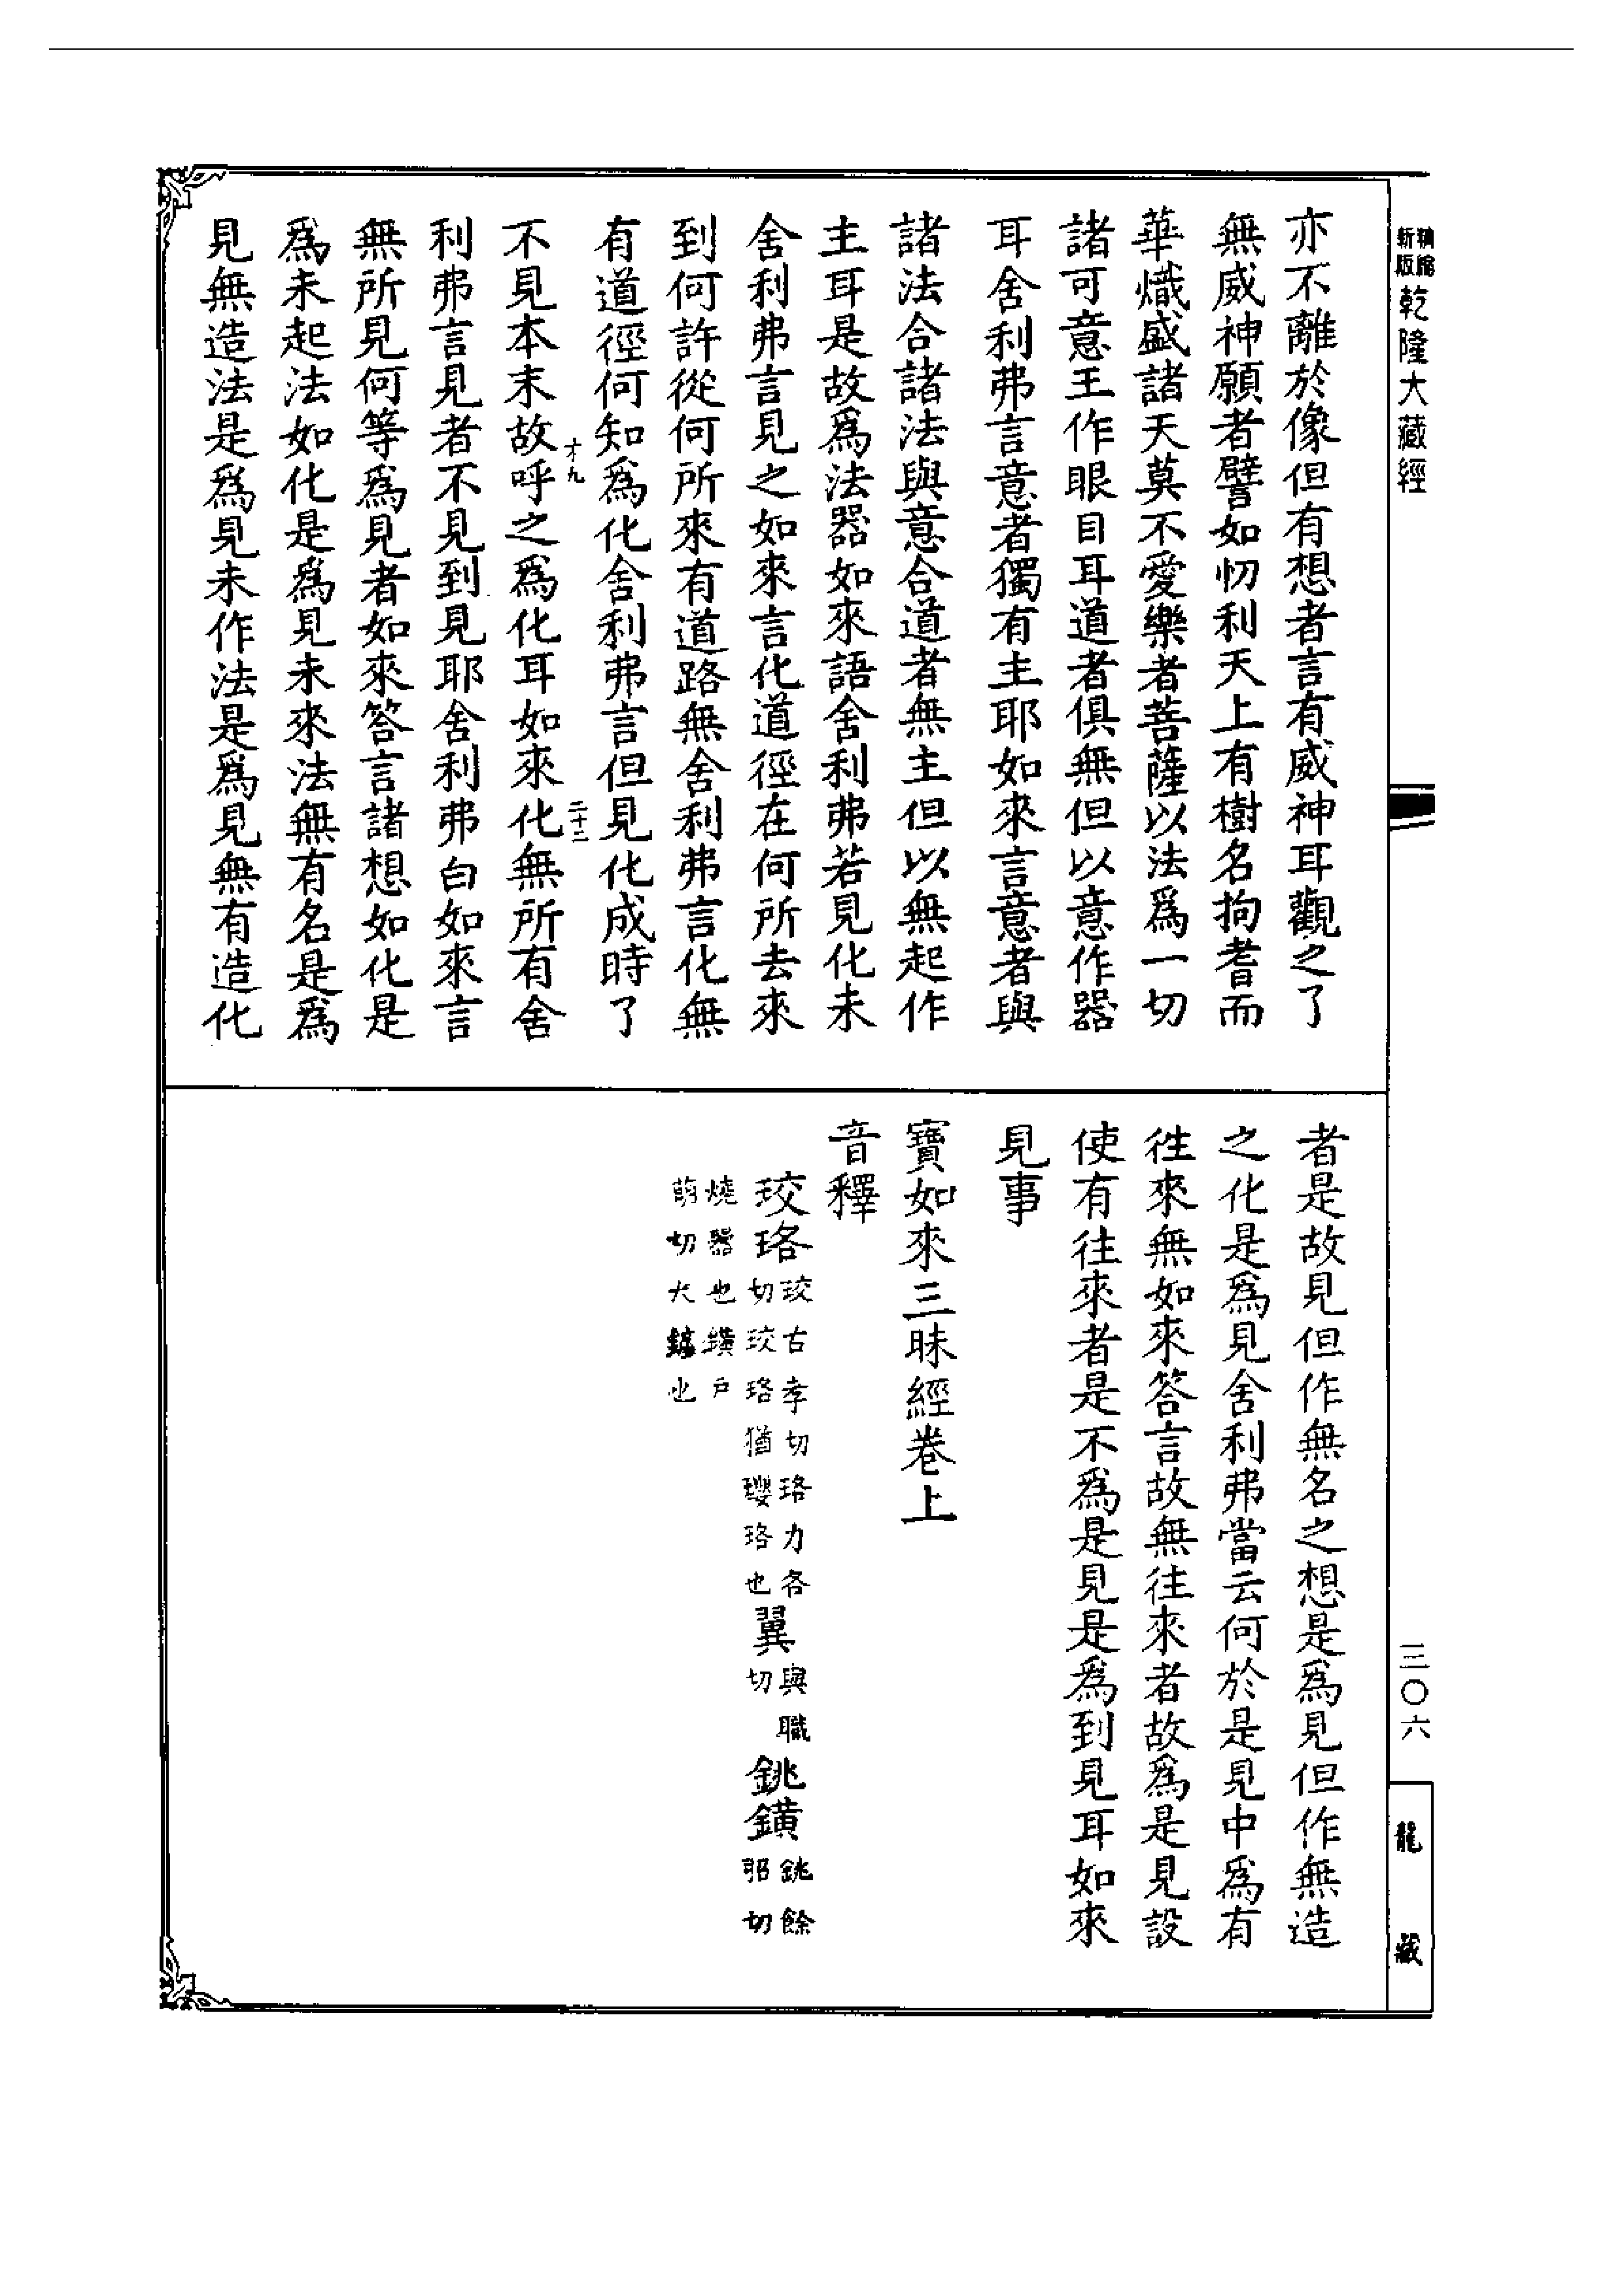 精縮新版乾隆大藏經
三〇六
龍藏
亦不離於像但有想者言有威神耳觀之了
無威神願者譬如忉利天上有樹名拘耆而
華熾盛諸天莫不愛樂者菩薩以法爲一切
諸可意王作眼目耳道者俱無但以意作器
耳舍利弗言意者獨有主耶如來言意者與
諸法合諸法與意合道者無主但以無起作
主耳是故爲法器如來語舍利弗若見化未
舍利弗言見之如來言化道徑在何所去來
到何許從何所來有道路無舍利弗言化無
有道徑何知爲化舍利弗言但見化成時了
才九
二十二
不見本末故呼之爲化耳如來化無所有舍
利弗言見者不見到見耶舍利弗白如來言
無所見何等爲見者如來答言諸想如化是
爲未起法如化是爲見未來法無有名是爲
見無造法是爲見未作法是爲見無有造化
者是故見但作無名之想是爲見但作無造
之化是爲見舍利弗當云何於是見中爲有
往來無如來答言故無往來者故爲是見設
使有往來者是不爲是見是爲到見耳如來
見事
寶如來三昧經卷上
音釋
珓珞珓古孝切珞力各切珓珞猶瓔珞也翼與職切銚鐄銚餘招切
燒器也鐄戶萌切大鐘也